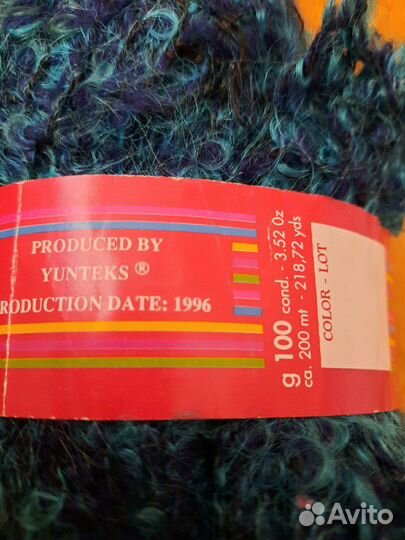 PRODUCED BY
YUNTEKS ®
RODUCTION DATE: 1996
g 100 cond. - 3.52 Oz
ca. 200 mt - 218,72 yds
COLOR - LOT
Avito